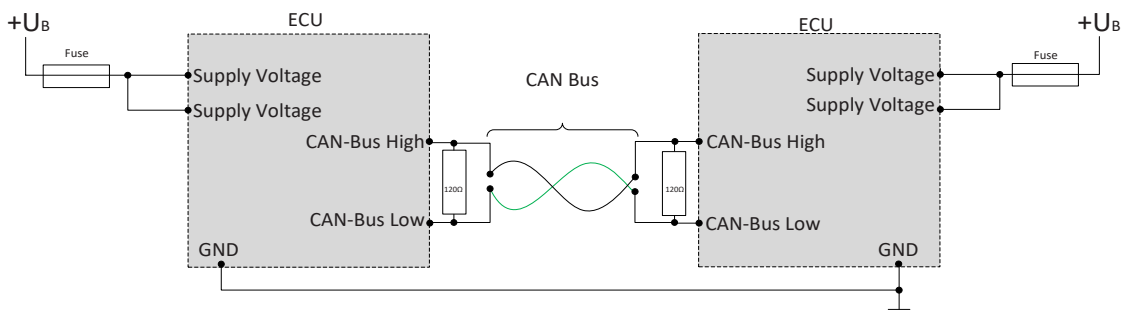 ECU
ECU
+UB
+UB
Fuse
Fuse
Supply Voltage
Supply Voltage
Supply Voltage
Supply Voltage
CAN Bus
CAN-Bus High
CAN-Bus High
120Ω
120Ω
CAN-Bus Low
CAN-Bus Low
GND
GND